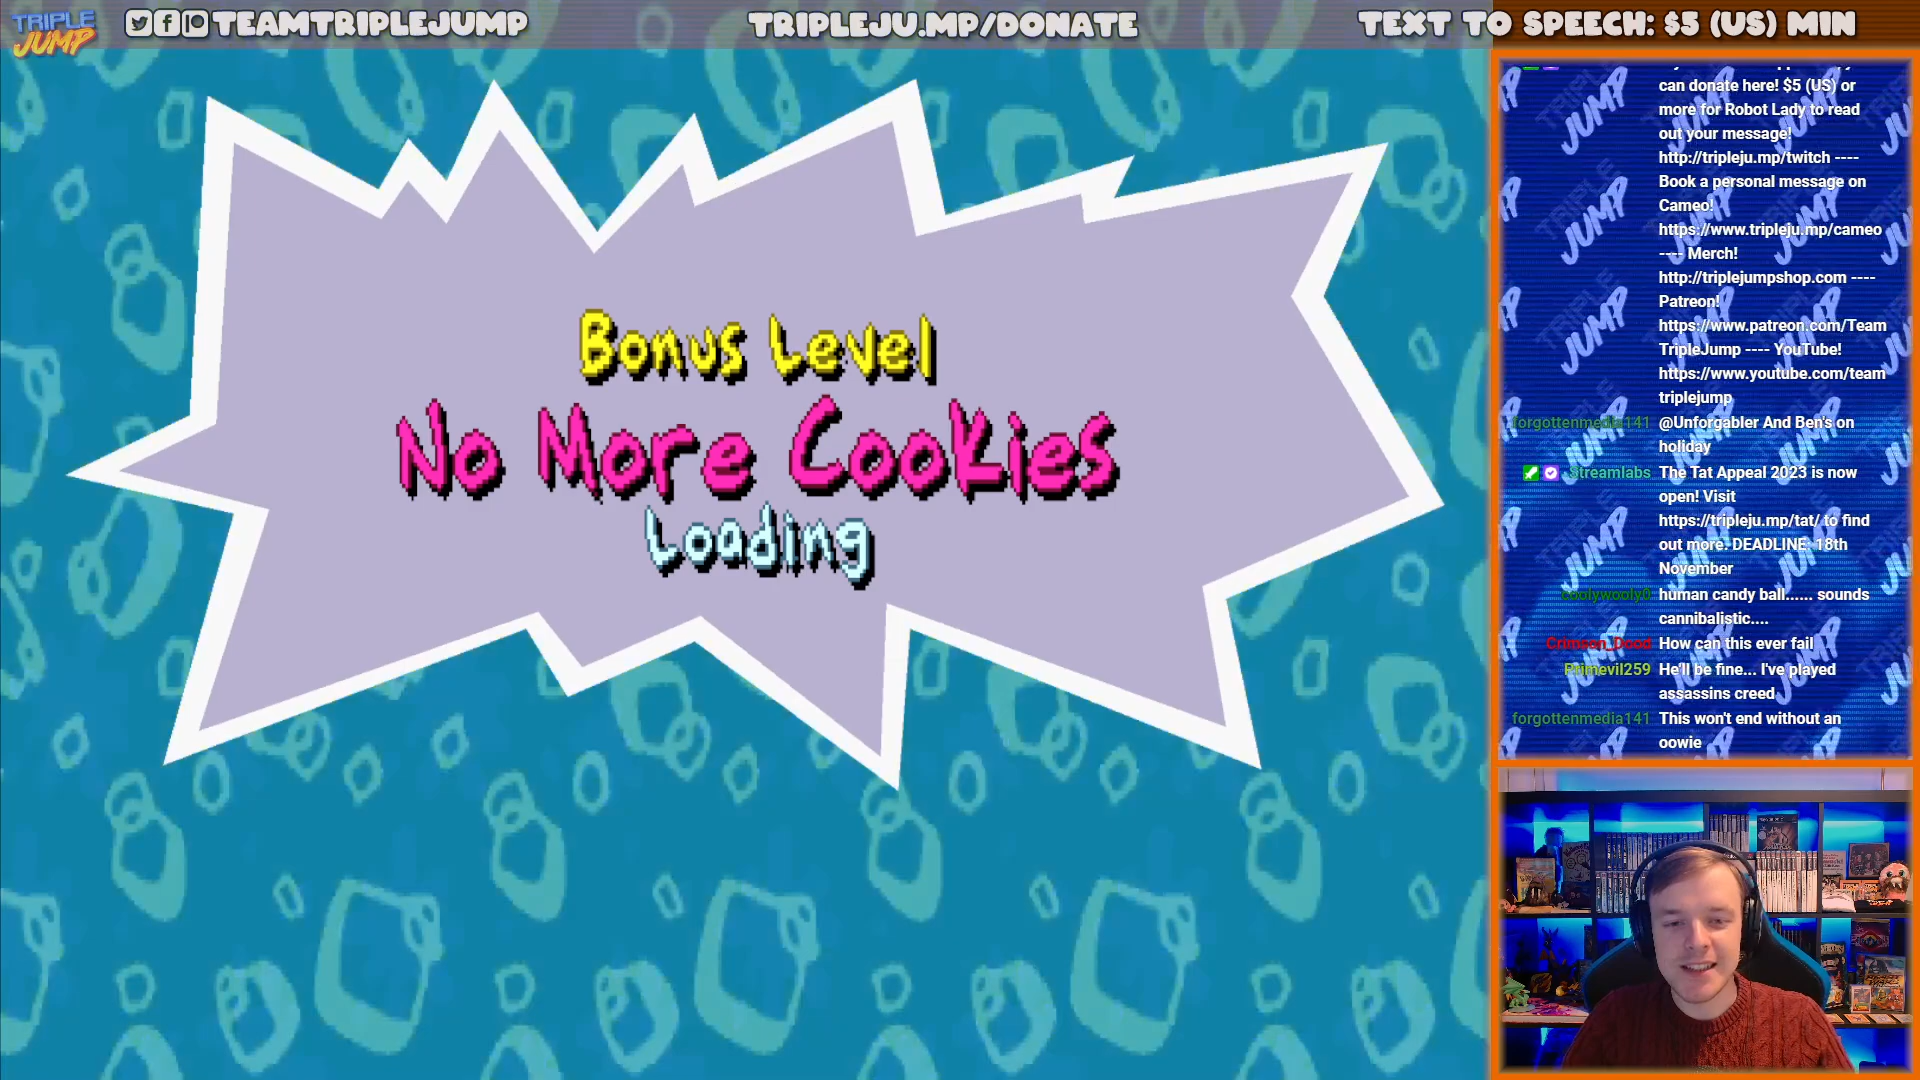 TRIPLE
JUMP
TEAMTRIPLEJUMP
TRIPLEJU.MP/DONATE
TEXT TO SPEECH: $5 (US) MIN
Bonus Level
No More Cookies
Loading
can donate here! $5 (US) or
more for Robot Lady to read
out your message!
http://tripleju.mp/twitch ----
Book a personal message on
Cameo!
https://www.tripleju.mp/cameo
---- Merch!
http://triplejumpshop.com ----
Patreon!
https://www.patreon.com/Team
TripleJump ---- YouTube!
https://www.youtube.com/team
triplejump
forgottenmedia141 @Unforgabler And Ben's on
holiday
Streamlabs The Tat Appeal 2023 is now
open! Visit
https://tripleju.mp/tat/ to find
out more. DEADLINE: 18th
November
coolywooly0 human candy ball...... sounds
cannibalistic....
Crimson_Dood How can this ever fail
Primevil259 He'll be fine... I've played
assassins creed
forgottenmedia141 This won't end without an
oowie